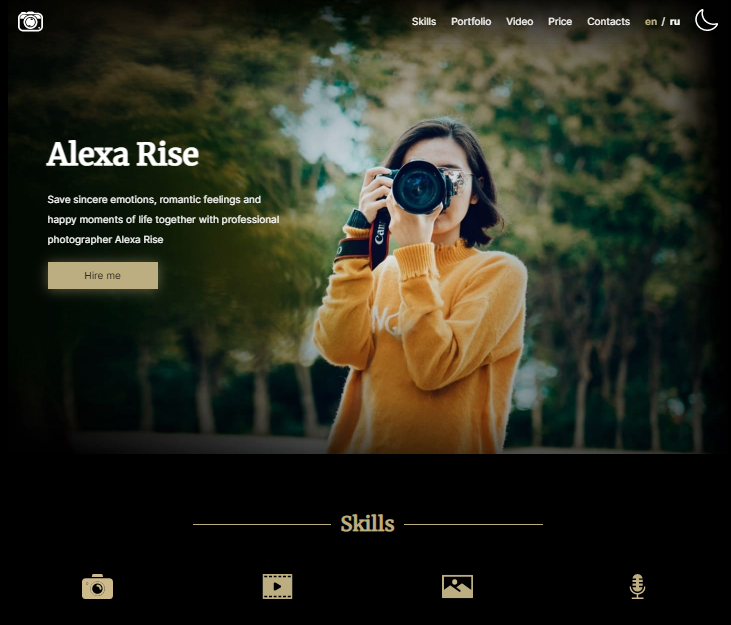 Skills Portfolio Video Price Contacts en / ru
Alexa Rise
Save sincere emotions, romantic feelings and
happy moments of life together with professional
photographer Alexa Rise
Hire me
Skills